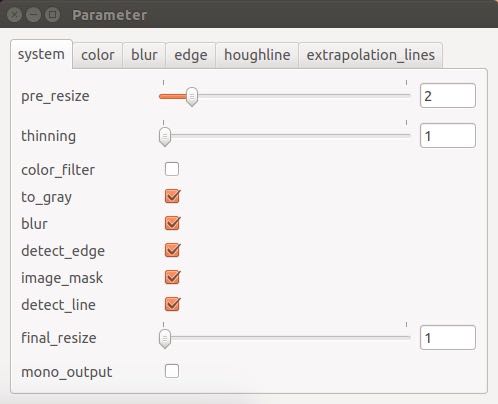 Parameter
system color blur edge houghline extrapolation_lines
pre_resize 2
thinning 1
color_filter
to_gray
blur
detect_edge
image_mask
detect_line
final_resize 1
mono_output